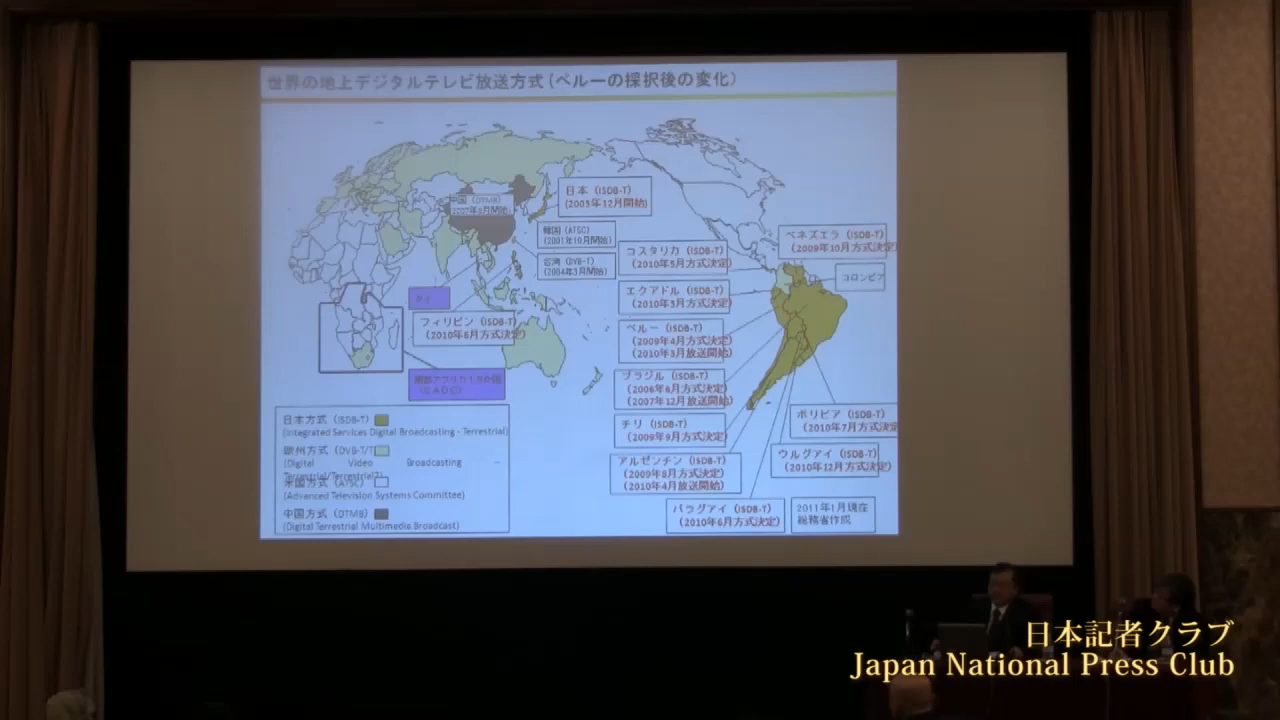 世界の地上デジタルテレビ放送方式(ペルーの採択後の変化)
日本(ISDB-T)
(2003年12月開始)
中国(DTMB)
2007年8月開始
韓国(ATSC)
(2001年10月開始)
台湾(DVB-T)
(2004年3月開始)
タイ
フィリピン(ISDB-T)
(2010年6月方式決定)
コスタリカ(ISDB-T)
(2010年5月方式決定)
エクアドル(ISDB-T)
(2010年3月方式決定)
ペルー(ISDB-T)
(2009年4月方式決定)
(2010年3月放送開始)
ブラジル(ISDB-T)
(2006年6月方式決定)
(2007年12月放送開始)
チリ(ISDB-T)
(2009年9月方式決定)
アルゼンチン(ISDB-T)
(2009年8月方式決定)
(2010年4月放送開始)
パラグアイ(ISDB-T)
(2010年6月方式決定)
ベネズエラ(ISDB-T)
(2009年10月方式決定)
コロンビア
ボリビア(ISDB-T)
(2010年7月方式決定
ウルグアイ(ISDB-T)
(2010年12月方式決定)
2011年1月現在
総務省作成
日本方式(ISDB-T)
(Integrated Services Digital Broadcasting - Terrestrial)
欧州方式(DVB-T/T
(Digital Video Broadcasting –
Terrestrial/Terrestrial2)
米国方式(ATSC)
(Advanced Television Systems Committee)
中国方式(DTMB)
(Digital Terrestrial Multimedia Broadcast)
日本記者クラブ
Japan National Press Club